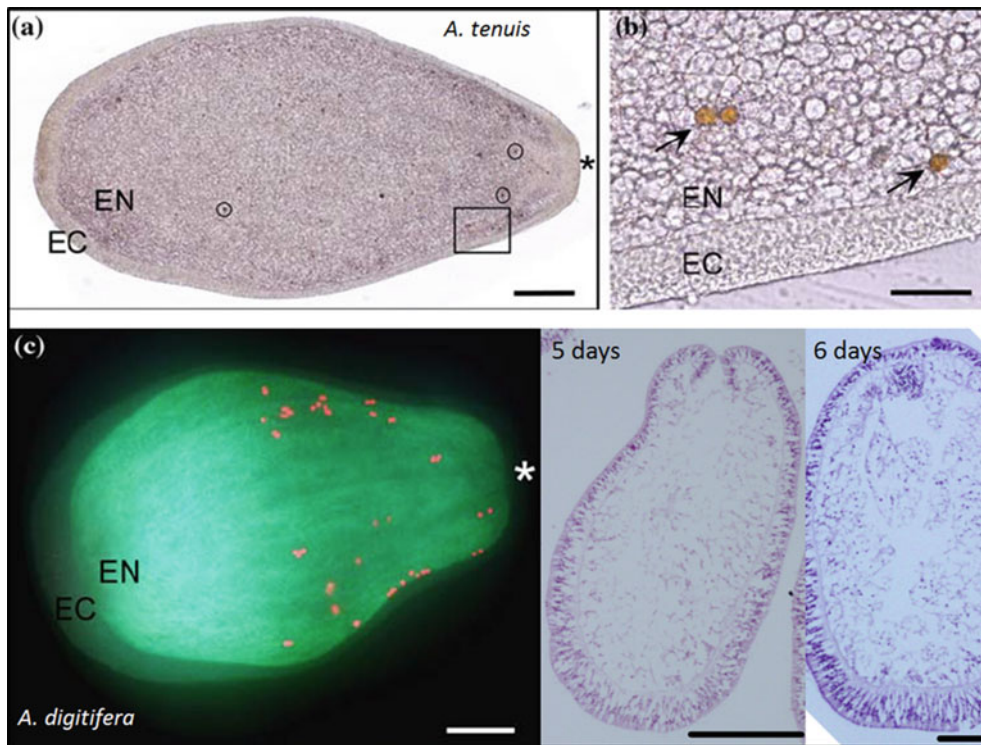 (a)
A. tenuis
*
EN
EC
(b)
EN
EC
(c)
EN
EC
*
A. digitifera
5 days
6 days